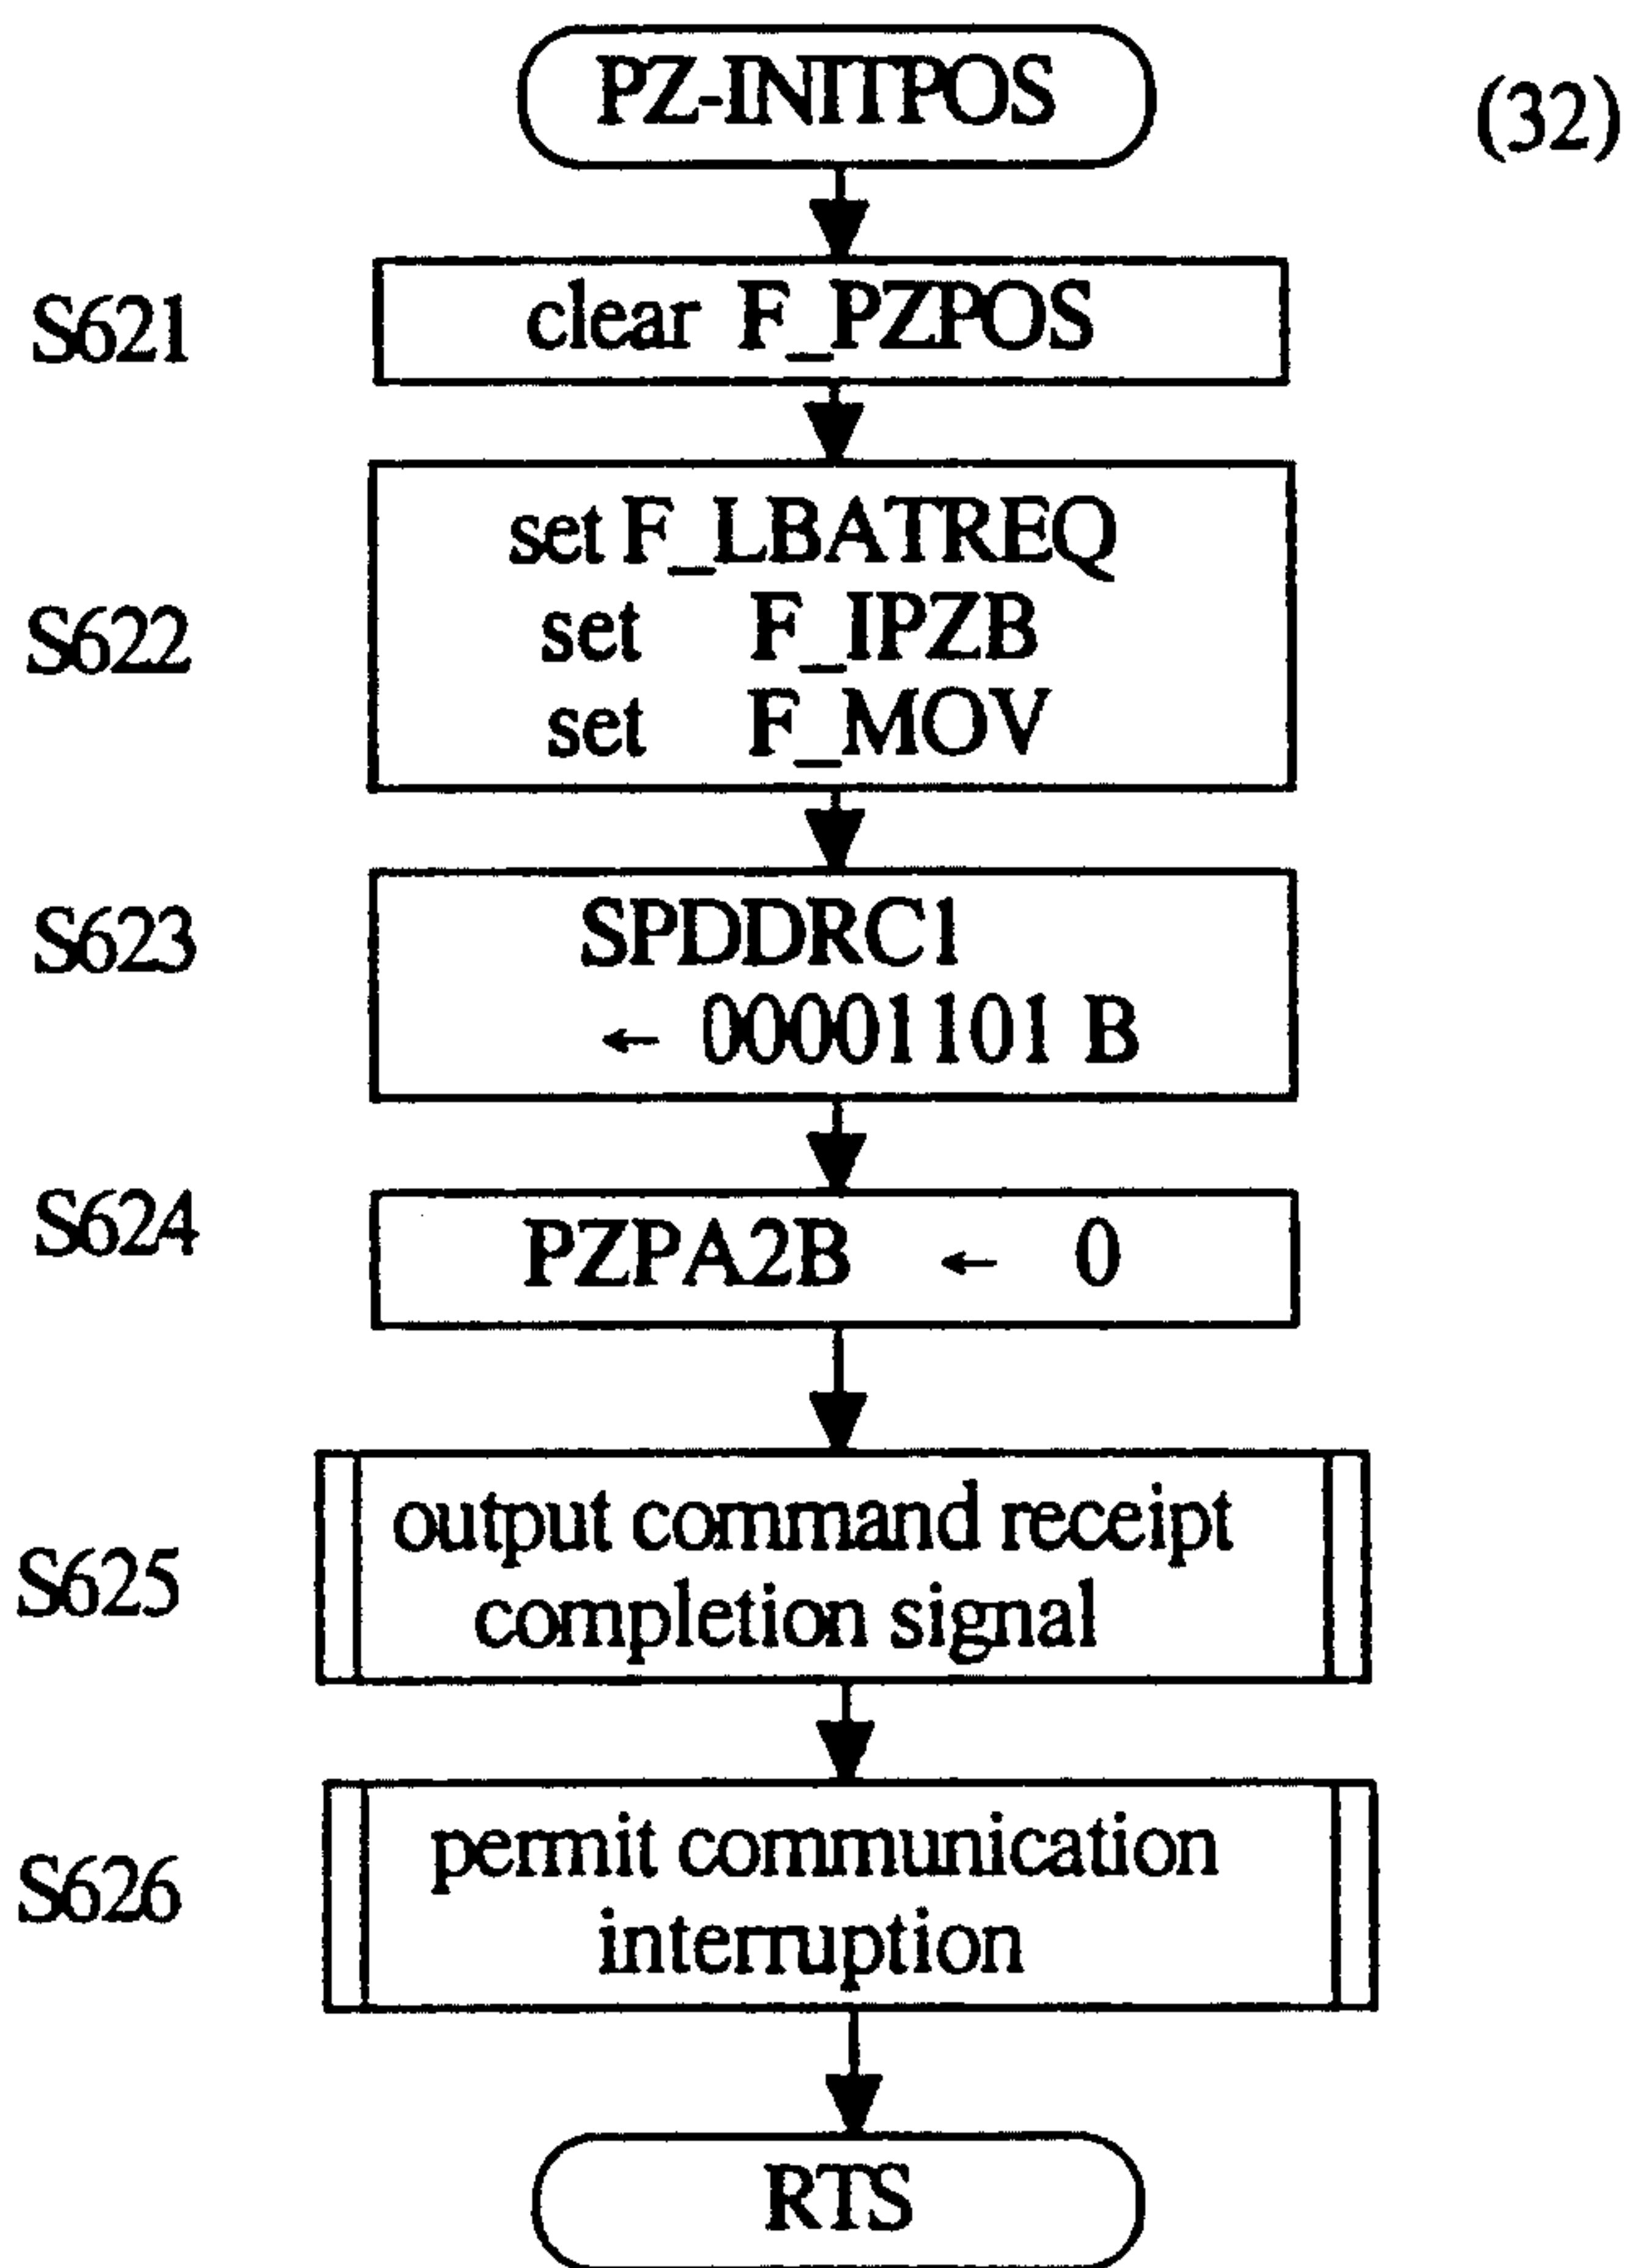 PZ-INITPOS
(32)
S621
clear F_PZPOS
S622
set F_LBATREQ
set F_IPZB
set F_MOV
S623
SPDDRC1
← 00001101 B
S624
PZPA2B ← 0
S625
output command receipt
completion signal
S626
permit communication
interruption
RTS